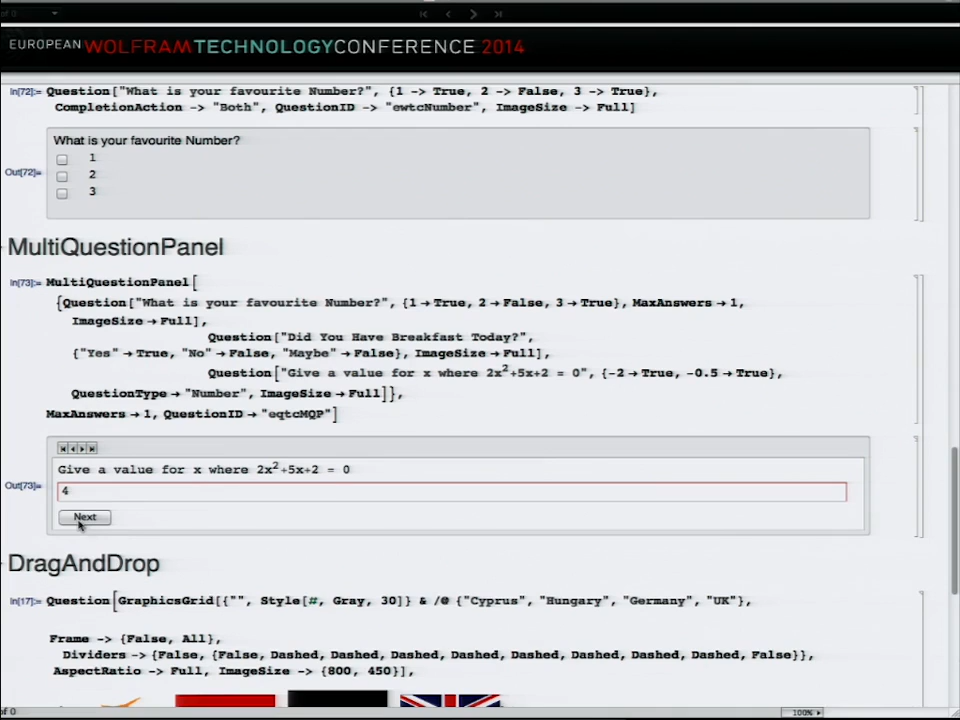 of 0
EUROPEAN WOLFRAMTECHNOLOGYCONFERENCE 2014
In[72]:= Question["What is your favourite Number?", {1 -> True, 2 -> False, 3 -> True},
CompletionAction -> "Both", QuestionID -> "ewtcNumber", ImageSize -> Full]
What is your favourite Number?
1
Out[72]=
2
3
MultiQuestionPanel
In[73]:= MultiQuestionPanel[
{Question["What is your favourite Number?", {1→True, 2→False, 3→True}, MaxAnswers→1,
ImageSize→Full],
Question["Did You Have Breakfast Today?",
{"Yes"→True, "No"→False, "Maybe"→False}, ImageSize→Full],
Question["Give a value for x where 2x²+5x+2 = 0", {-2→True, -0.5→True},
QuestionType→"Number", ImageSize→Full]},
MaxAnswers→1, QuestionID→"eqtcMQP"]
Give a value for x where 2x²+5x+2 = 0
Out[73]=
4
Next
DragAndDrop
In[17]:= Question[GraphicsGrid[{"", Style[#, Gray, 30]} & /@ {"Cyprus", "Hungary", "Germany", "UK"},
Frame -> {False, All},
Dividers -> {False, {False, Dashed, Dashed, Dashed, Dashed, Dashed, Dashed, Dashed, Dashed, False}},
AspectRatio -> Full, ImageSize -> {800, 450}],
of 0
100%